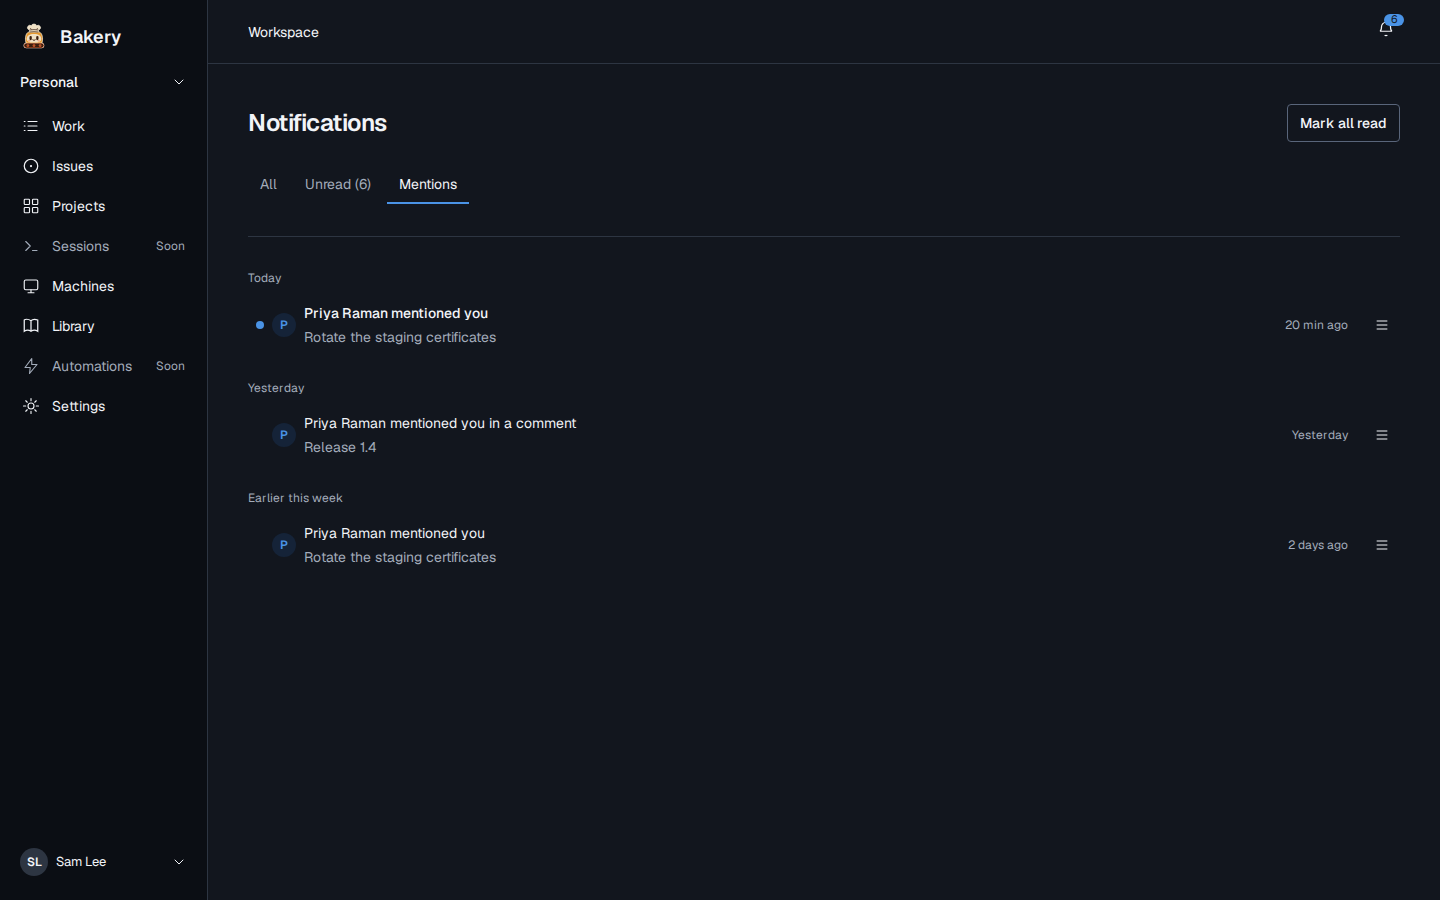 Bakery
Personal
Work
Issues
Projects
Sessions Soon
Machines
Library
Automations Soon
Settings
SL Sam Lee
Workspace
6
Notifications
Mark all read
All Unread (6) Mentions
Today
P Priya Raman mentioned you
Rotate the staging certificates
20 min ago
Yesterday
P Priya Raman mentioned you in a comment
Release 1.4
Yesterday
Earlier this week
P Priya Raman mentioned you
Rotate the staging certificates
2 days ago